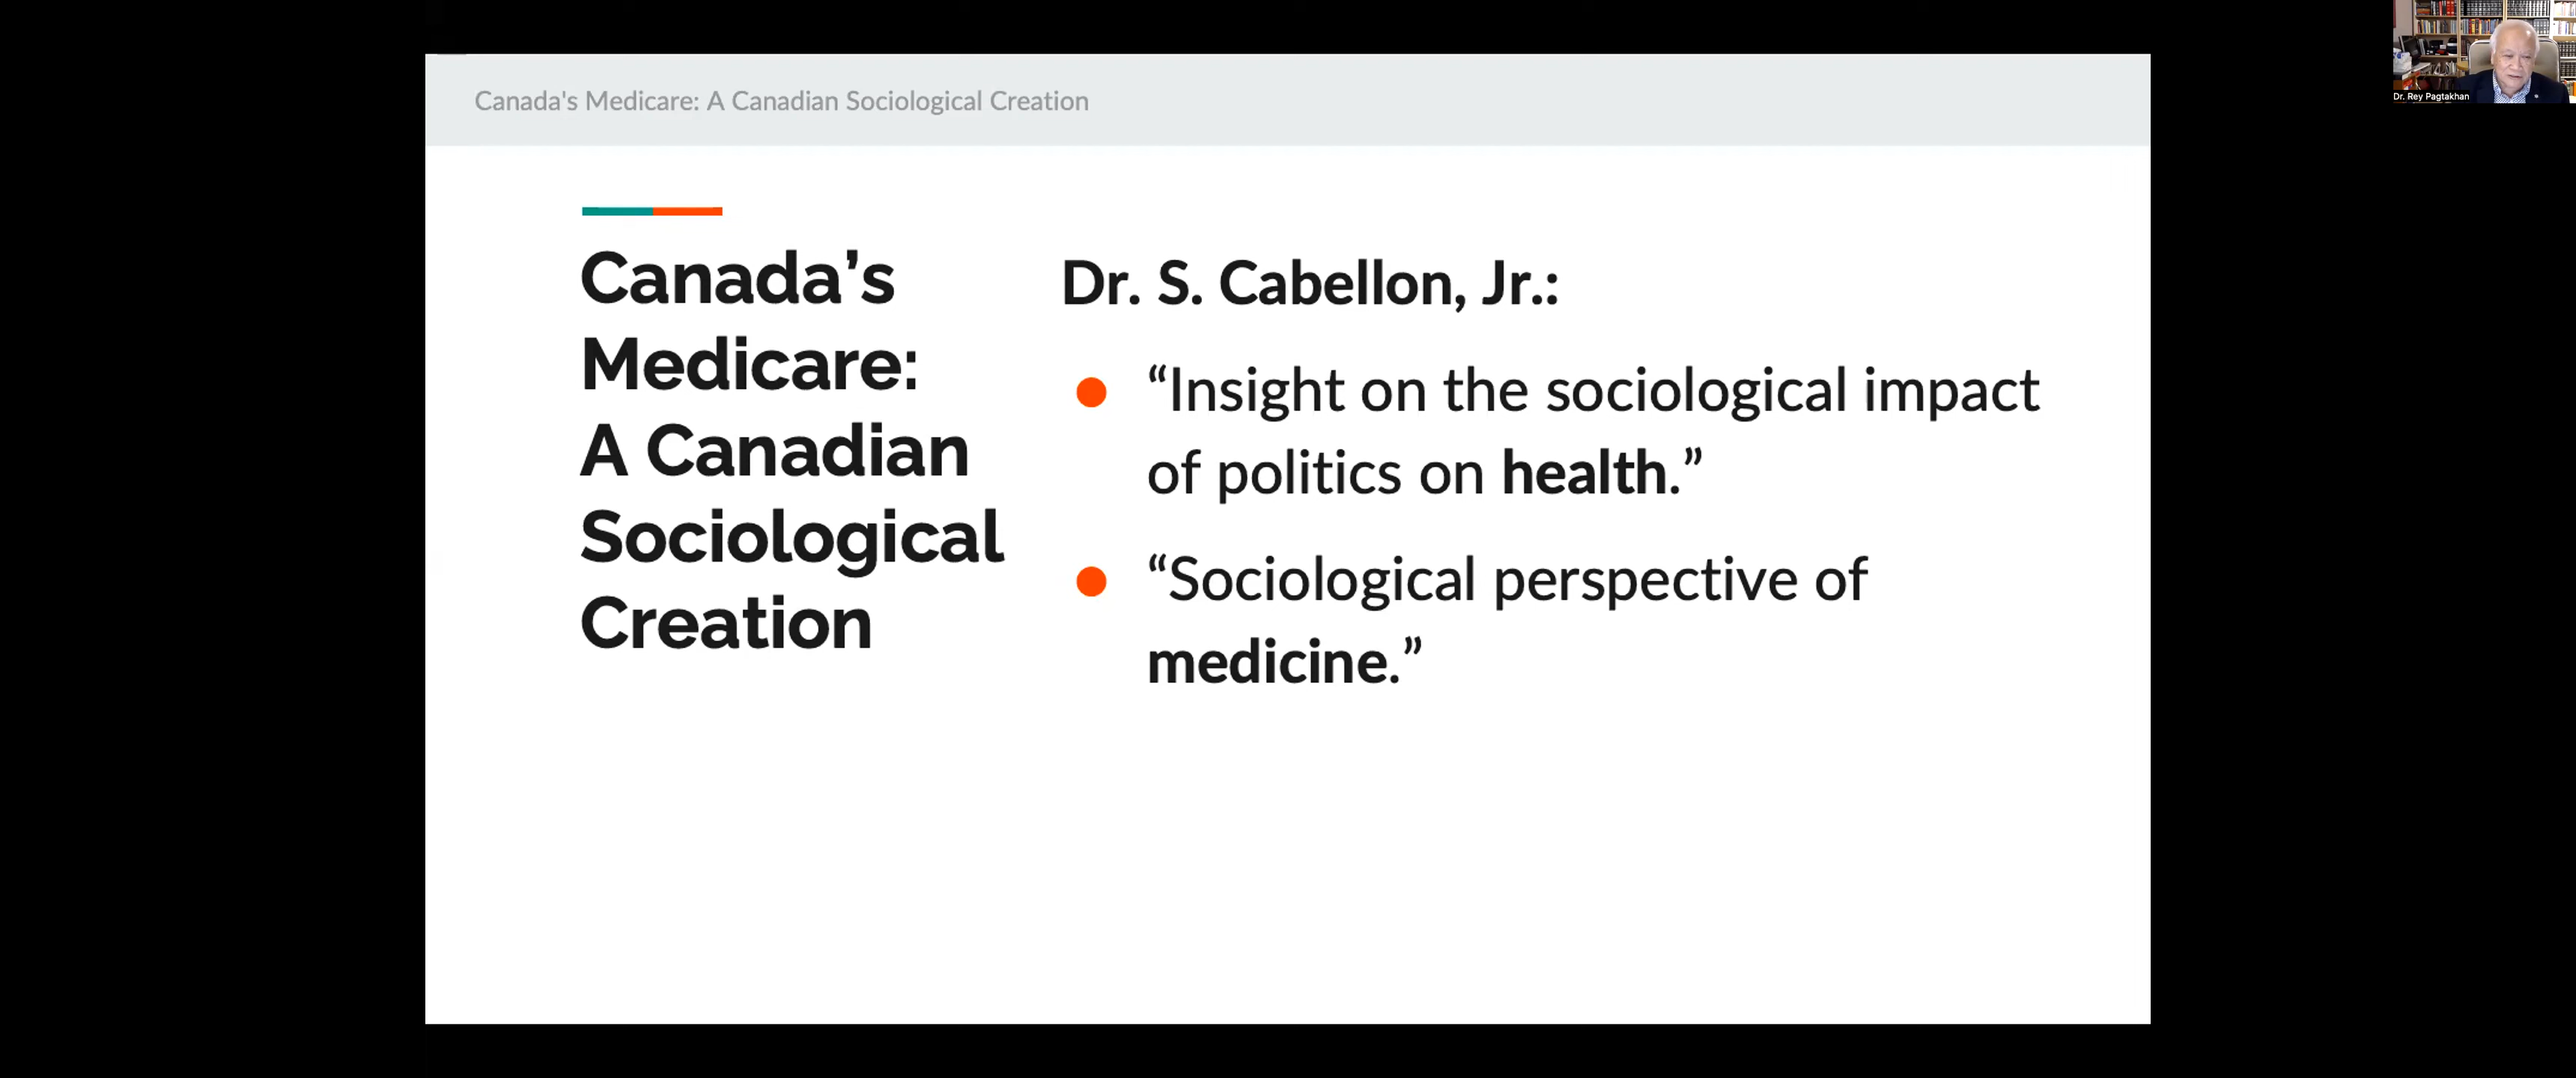 Canada's Medicare: A Canadian Sociological Creation
Dr. Rey Pagtakhan
Canada’s
Medicare:
A Canadian
Sociological
Creation
Dr. S. Cabellon, Jr.:
● “Insight on the sociological impact
of politics on health.”
● “Sociological perspective of
medicine.”